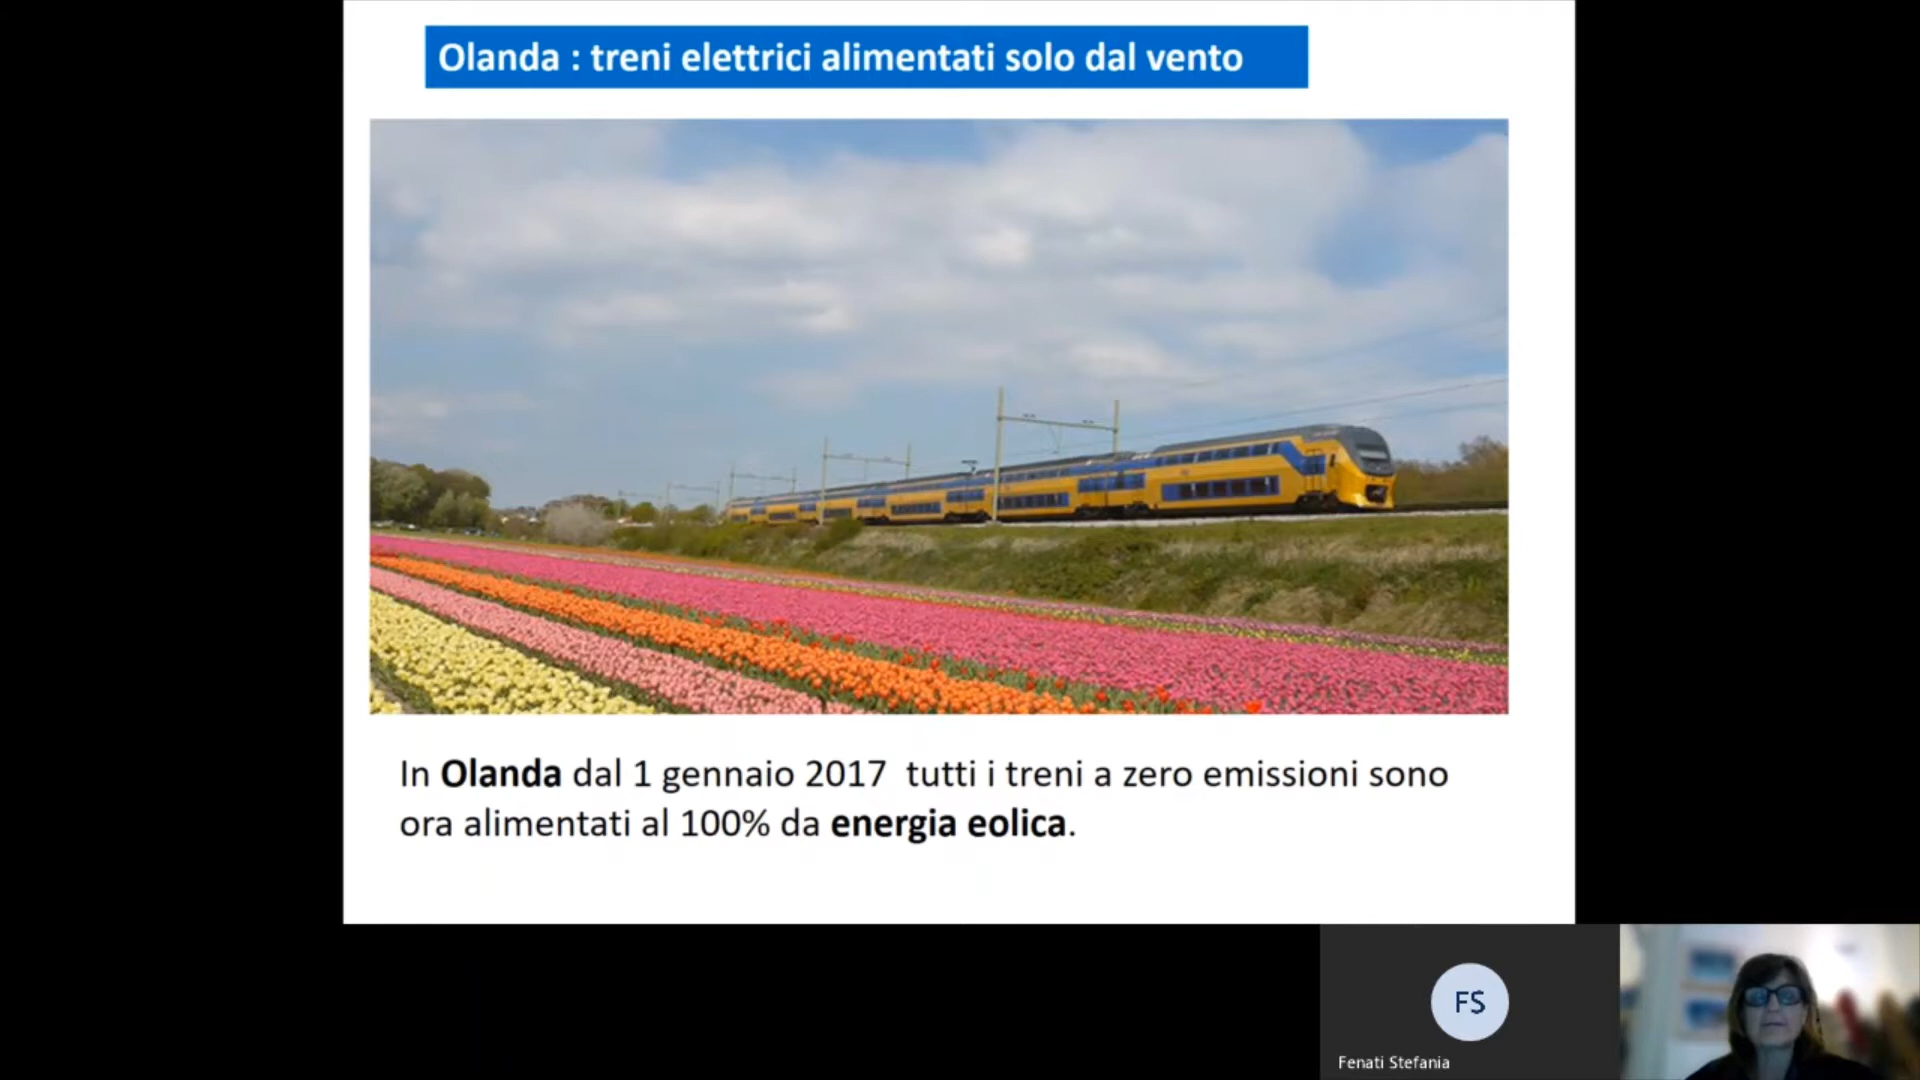 Olanda : treni elettrici alimentati solo dal vento
In Olanda dal 1 gennaio 2017 tutti i treni a zero emissioni sono
ora alimentati al 100% da energia eolica.
FS
Fenati Stefania